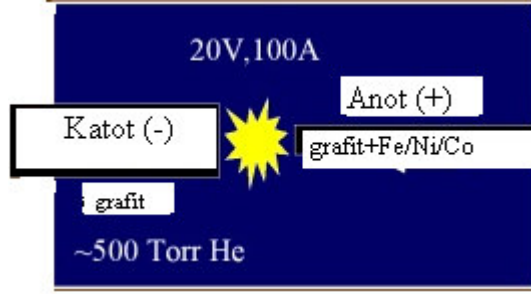 20V,100A
Anot (+)
Katot (-)
grafit+Fe/Ni/Co
grafit
~500 Torr He